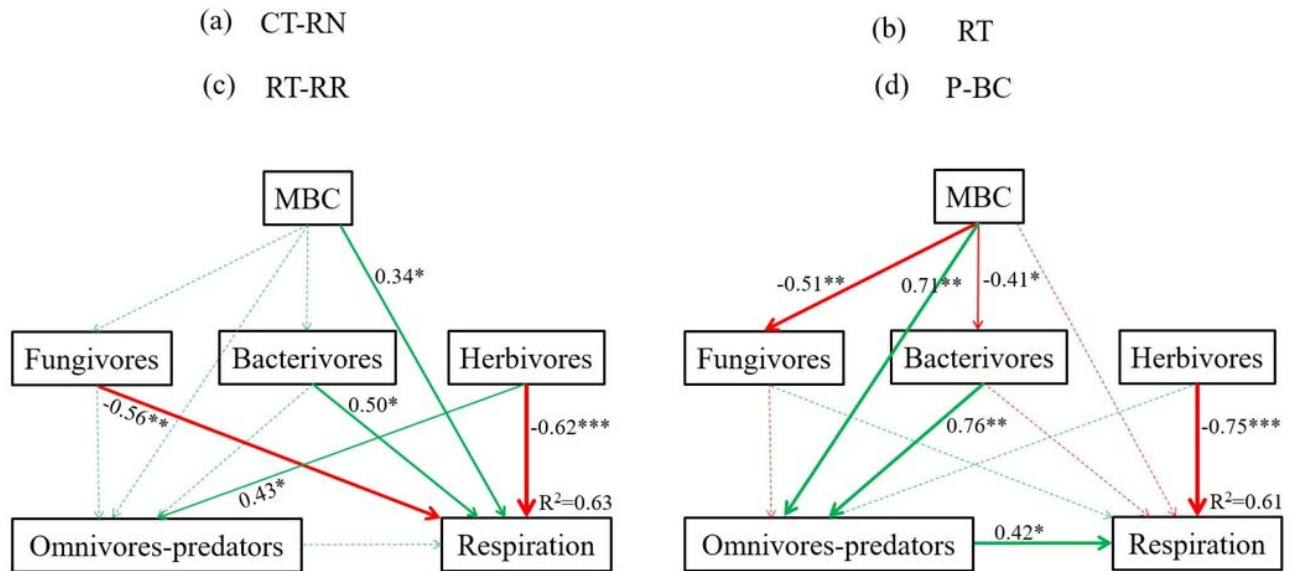 (a) CT-RN
(b) RT
(c) RT-RR
(d) P-BC
MBC
0.34*
Fungivores
Bacterivores
Herbivores
-0.56**
0.50*
-0.62***
0.43*
R²=0.63
Omnivores-predators
Respiration
MBC
-0.51**
0.71**
-0.41*
Fungivores
Bacterivores
Herbivores
0.76**
-0.75***
R²=0.61
Omnivores-predators
0.42*
Respiration